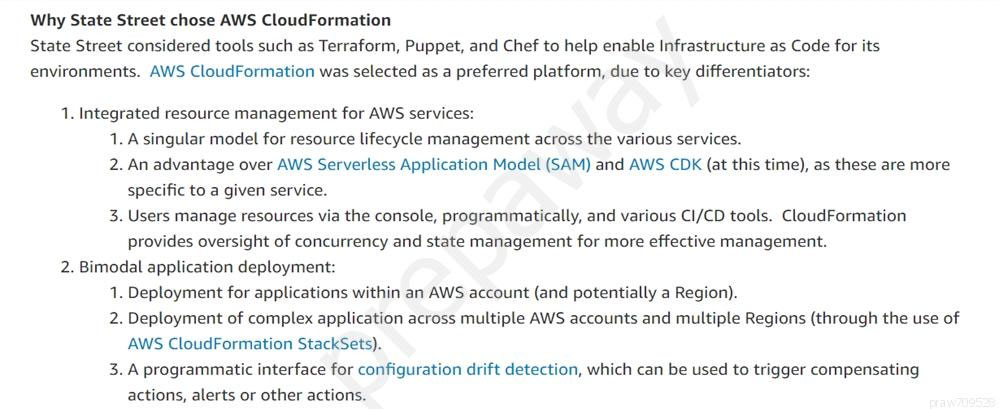 Why State Street chose AWS CloudFormation
State Street considered tools such as Terraform, Puppet, and Chef to help enable Infrastructure as Code for its
environments.  AWS CloudFormation was selected as a preferred platform, due to key differentiators:
1. Integrated resource management for AWS services:
1. A singular model for resource lifecycle management across the various services.
2. An advantage over AWS Serverless Application Model (SAM) and AWS CDK (at this time), as these are more
specific to a given service.
3. Users manage resources via the console, programmatically, and various CI/CD tools.  CloudFormation
provides oversight of concurrency and state management for more effective management.
2. Bimodal application deployment:
1. Deployment for applications within an AWS account (and potentially a Region).
2. Deployment of complex application across multiple AWS accounts and multiple Regions (through the use of
AWS CloudFormation StackSets).
3. A programmatic interface for configuration drift detection, which can be used to trigger compensating
actions, alerts or other actions.
prepaway
praw709528